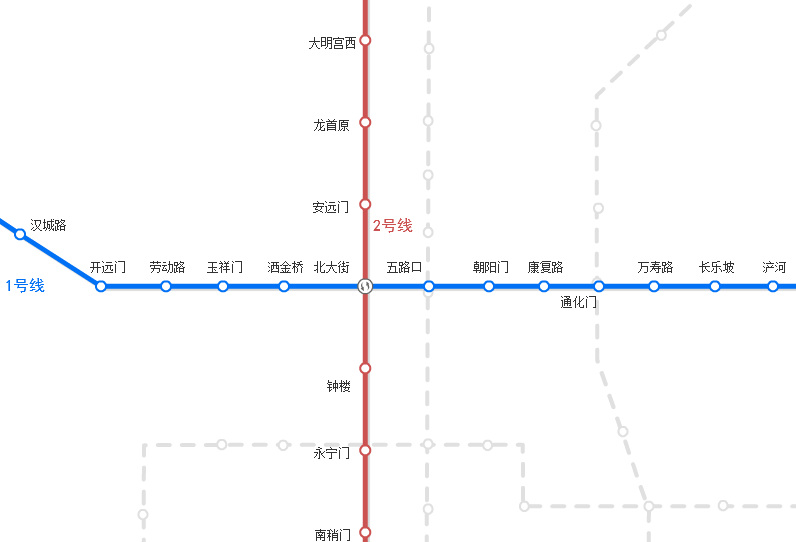 大明宫西
龙首原
安远门
汉城路
2号线
开远门
劳动路
玉祥门
洒金桥
北大街
五路口
朝阳门
康复路
万寿路
长乐坡
浐河
1号线
通化门
钟楼
永宁门
南稍门